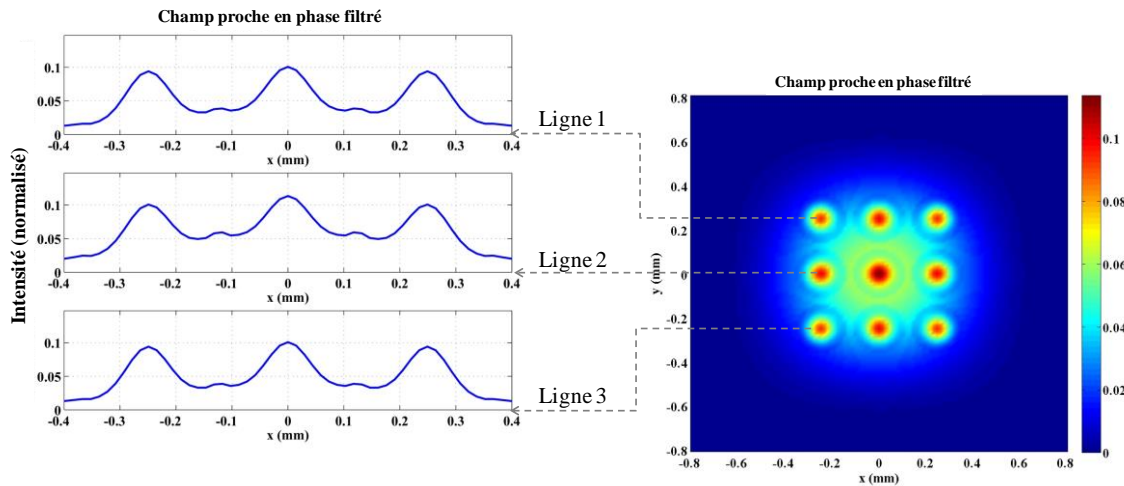 Champ proche en phase filtré
Intensité (normalisé)
0.1
0.05
0
-0.4 -0.3 -0.2 -0.1 0 0.1 0.2 0.3 0.4
x (mm)
Ligne 1
0.1
0.05
0
-0.4 -0.3 -0.2 -0.1 0 0.1 0.2 0.3 0.4
x (mm)
Ligne 2
0.1
0.05
0
-0.4 -0.3 -0.2 -0.1 0 0.1 0.2 0.3 0.4
x (mm)
Ligne 3
Champ proche en phase filtré
y (mm)
0.8
0.6
0.4
0.2
0
-0.2
-0.4
-0.6
-0.8
-0.8 -0.6 -0.4 -0.2 0 0.2 0.4 0.6 0.8
x (mm)
0.1
0.08
0.06
0.04
0.02
0